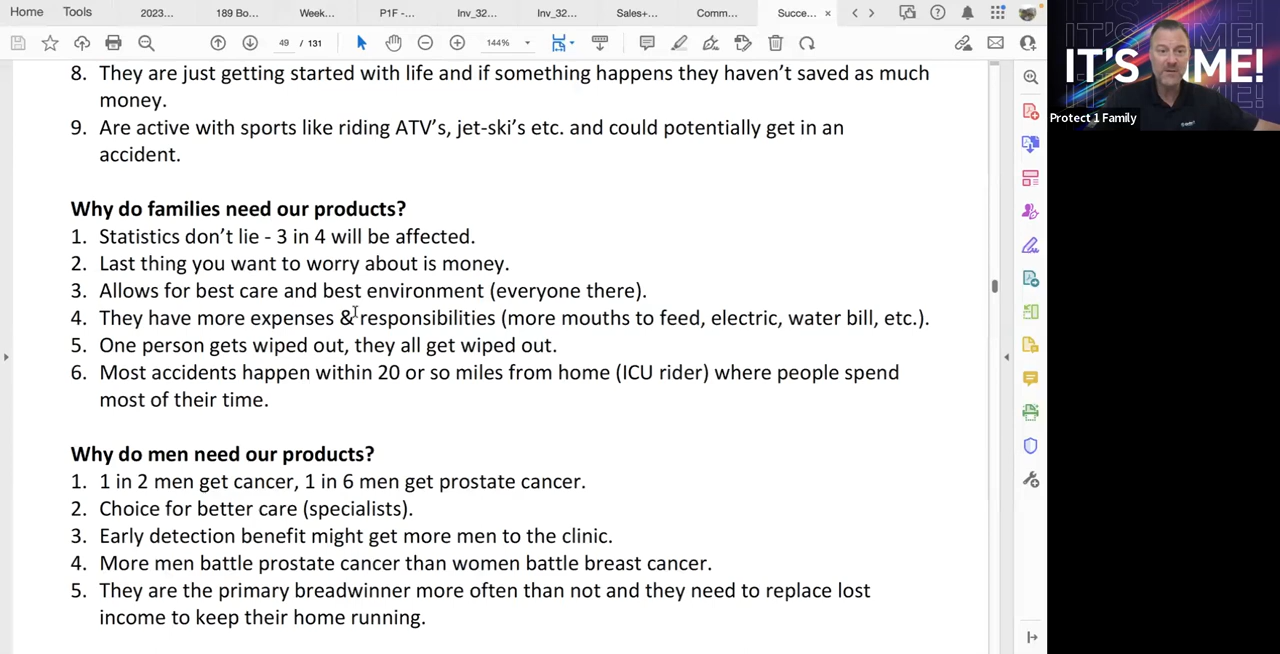 Home Tools 2023... 189 Bo... Week... P1F -... Inv_32... Inv_32... Sales+... Comm... Succe... ×
49 / 131 144%
8. They are just getting started with life and if something happens they haven’t saved as much
money.
9. Are active with sports like riding ATV’s, jet-ski’s etc. and could potentially get in an
accident.
Why do families need our products?
1. Statistics don’t lie - 3 in 4 will be affected.
2. Last thing you want to worry about is money.
3. Allows for best care and best environment (everyone there).
4. They have more expenses & responsibilities (more mouths to feed, electric, water bill, etc.).
5. One person gets wiped out, they all get wiped out.
6. Most accidents happen within 20 or so miles from home (ICU rider) where people spend
most of their time.
Why do men need our products?
1. 1 in 2 men get cancer, 1 in 6 men get prostate cancer.
2. Choice for better care (specialists).
3. Early detection benefit might get more men to the clinic.
4. More men battle prostate cancer than women battle breast cancer.
5. They are the primary breadwinner more often than not and they need to replace lost
income to keep their home running.
IT'S TIME!
Protect 1 Family